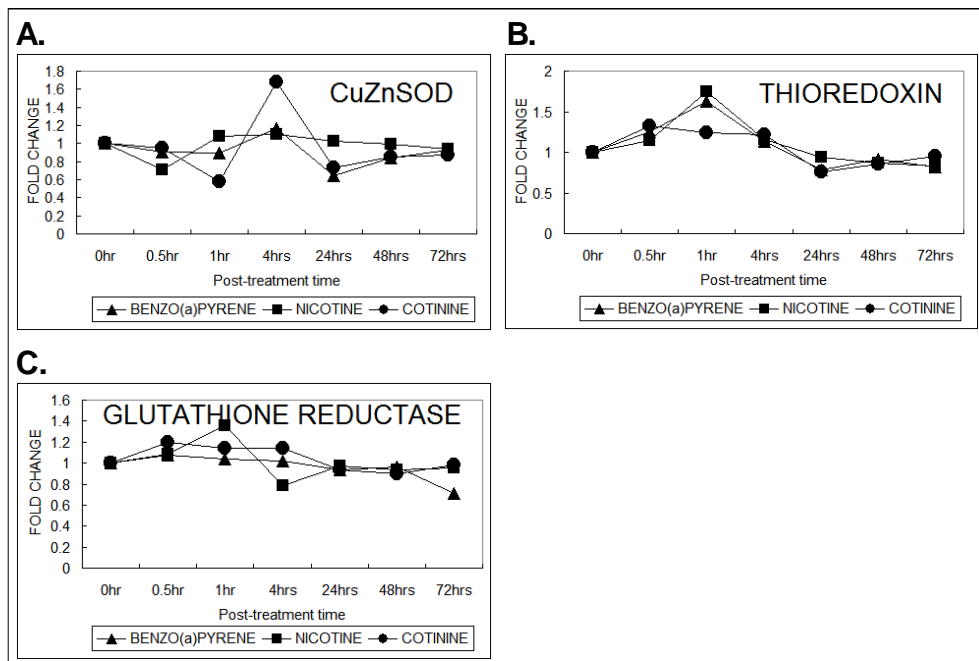 A.
CuZnSOD
1.8
1.6
1.4
1.2
1
0.8
0.6
0.4
0.2
0
FOLD CHANGE
0hr 0.5hr 1hr 4hrs 24hrs 48hrs 72hrs
Post-treatment time
BENZO(a)PYRENE NICOTINE COTININE
B.
THIOREDOXIN
2
1.5
1
0.5
0
FOLD CHANGE
0hr 0.5hr 1hr 4hrs 24hrs 48hrs 72hrs
Post-treatment time
BENZO(a)PYRENE NICOTINE COTININE
C.
GLUTATHIONE REDUCTASE
1.6
1.4
1.2
1
0.8
0.6
0.4
0.2
0
FOLD CHANGE
0hr 0.5hr 1hr 4hrs 24hrs 48hrs 72hrs
Post-treatment time
BENZO(a)PYRENE NICOTINE COTININE